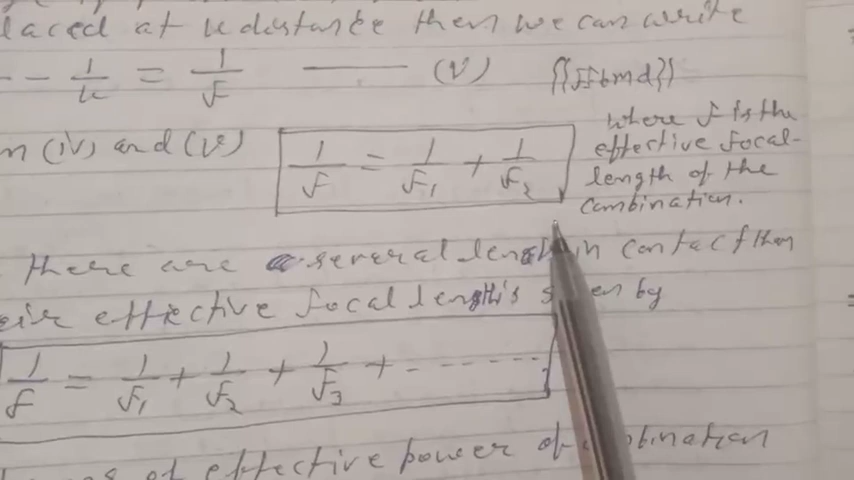 laced at u distance then we can write
- - 1/u = 1/f ——— (V)
where f is the
effective focal-
length of the
combination.
n (iv) and (V) 1/f = 1/f₁ + 1/f₂
there are several lens in contact then
effective focal length is by
1/f = 1/f₁ + 1/f₂ + 1/f₃ + - - - - - -
of effective power of